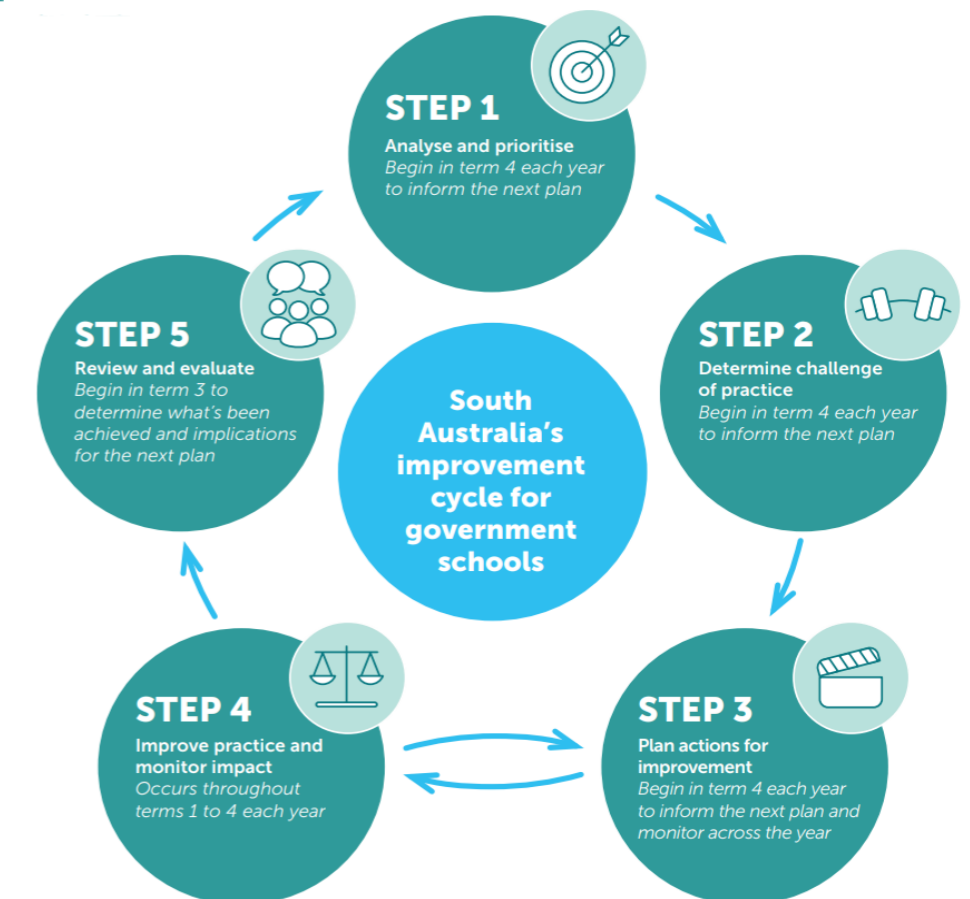 STEP 1
Analyse and prioritise
Begin in term 4 each year
to inform the next plan
STEP 2
Determine challenge
of practice
Begin in term 4 each year
to inform the next plan
STEP 3
Plan actions for
improvement
Begin in term 4 each year
to inform the next plan and
monitor across the year
STEP 4
Improve practice and
monitor impact
Occurs throughout
terms 1 to 4 each year
STEP 5
Review and evaluate
Begin in term 3 to
determine what's been
achieved and implications
for the next plan
South
Australia's
improvement
cycle for
government
schools